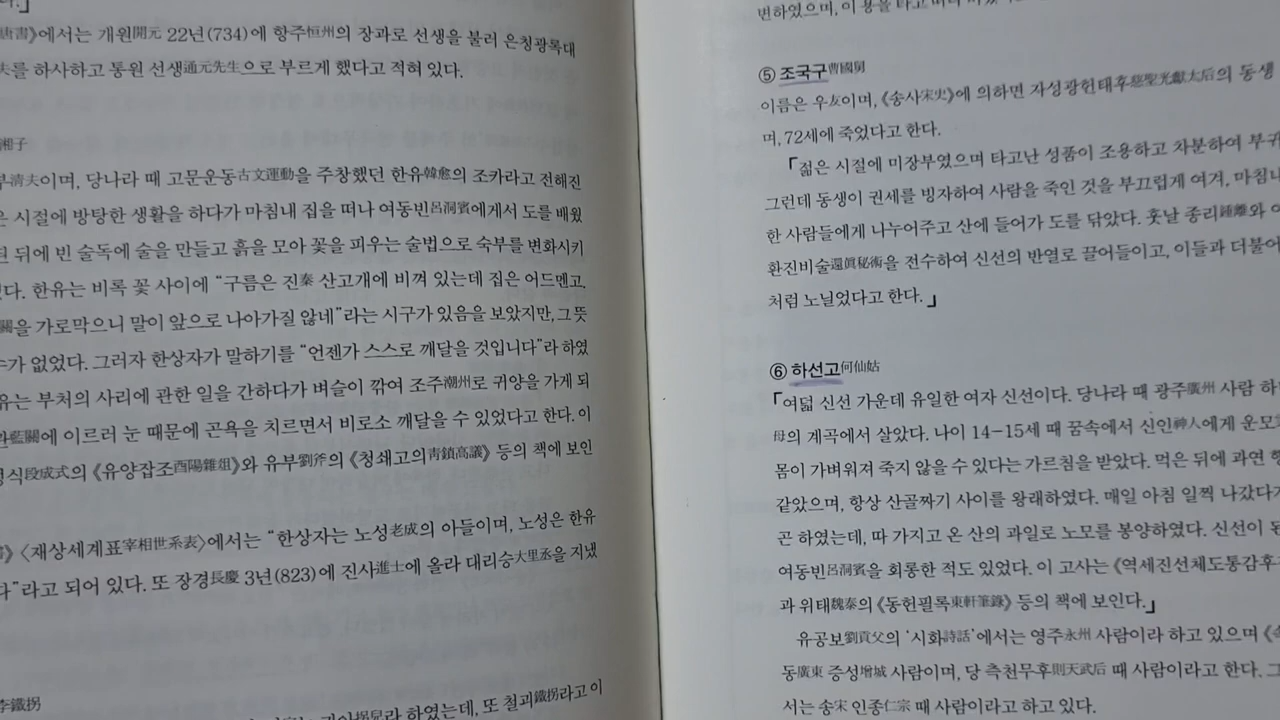 다.」
唐書》에서는 개원開元 22년(734)에 항주恒州의 장과로 선생을 불러 은청광록대
夫를 하사하고 통원 선생通元先生으로 부르게 했다고 적혀 있다.
湘子
淸夫이며, 당나라 때 고문운동古文運動을 주창했던 한유韓愈의 조카라고 전해진
시절에 방탕한 생활을 하다가 마침내 집을 떠나 여동빈呂洞賓에게서 도를 배웠
뒤에 빈 술독에 술을 만들고 흙을 모아 꽃을 피우는 술법으로 숙부를 변화시키
다. 한유는 비록 꽃 사이에 “구름은 진秦 산고개에 비껴 있는데 집은 어드멘고.
關을 가로막으니 말이 앞으로 나아가질 않네”라는 시구가 있음을 보았지만, 그 뜻
수가 없었다. 그러자 한상자가 말하기를 “언젠가 스스로 깨달을 것입니다”라 하였
유는 부처의 사리에 관한 일을 간하다가 벼슬이 깎여 조주潮州로 귀양을 가게 되
관藍關에 이르러 눈 때문에 곤욕을 치르면서 비로소 깨달을 수 있었다고 한다. 이
성식段成式의 《유양잡조酉陽雜俎》와 유부劉斧의 《청쇄고의靑鎖高議》 등의 책에 보인
》 〈재상세계표宰相世系表〉에서는 “한상자는 노성老成의 아들이며, 노성은 한유
다”라고 되어 있다. 또 장경長慶 3년(823)에 진사進士에 올라 대리승大里丞을 지냈
李鐵拐
라 하였는데, 또 철괴鐵拐라고 이
변하였으며, 이 용을 타고
⑤ 조국구曹國舅
이름은 우友이며, 《송사宋史》에 의하면 자성광헌태후慈聖光獻太后의 동생
며, 72세에 죽었다고 한다.
「젊은 시절에 미장부였으며 타고난 성품이 조용하고 차분하여 부귀
그런데 동생이 권세를 빙자하여 사람을 죽인 것을 부끄럽게 여겨, 마침내
한 사람들에게 나누어주고 산에 들어가 도를 닦았다. 훗날 종리鍾離와 여
환진비술還眞秘術을 전수하여 신선의 반열로 끌어들이고, 이들과 더불어
처럼 노닐었다고 한다.」
⑥ 하선고何仙姑
「여덟 신선 가운데 유일한 여자 신선이다. 당나라 때 광주廣州 사람 하
母의 계곡에서 살았다. 나이 14-15세 때 꿈속에서 신인神人에게 운모
몸이 가벼워져 죽지 않을 수 있다는 가르침을 받았다. 먹은 뒤에 과연
같았으며, 항상 산골짜기 사이를 왕래하였다. 매일 아침 일찍 나갔다가
곤 하였는데, 따 가지고 온 산의 과일로 노모를 봉양하였다. 신선이 된
여동빈呂洞賓을 회롱한 적도 있었다. 이 고사는 《역세진선체도통감후
과 위태魏泰의 《동헌필록東軒筆錄》 등의 책에 보인다.」
유공보劉貢父의 ‘시화詩話’에서는 영주永州 사람이라 하고 있으며 《
동廣東 증성增城 사람이며, 당 측천무후則天武后 때 사람이라고 한다. 그
서는 송宋 인종仁宗 때 사람이라고 하고 있다.